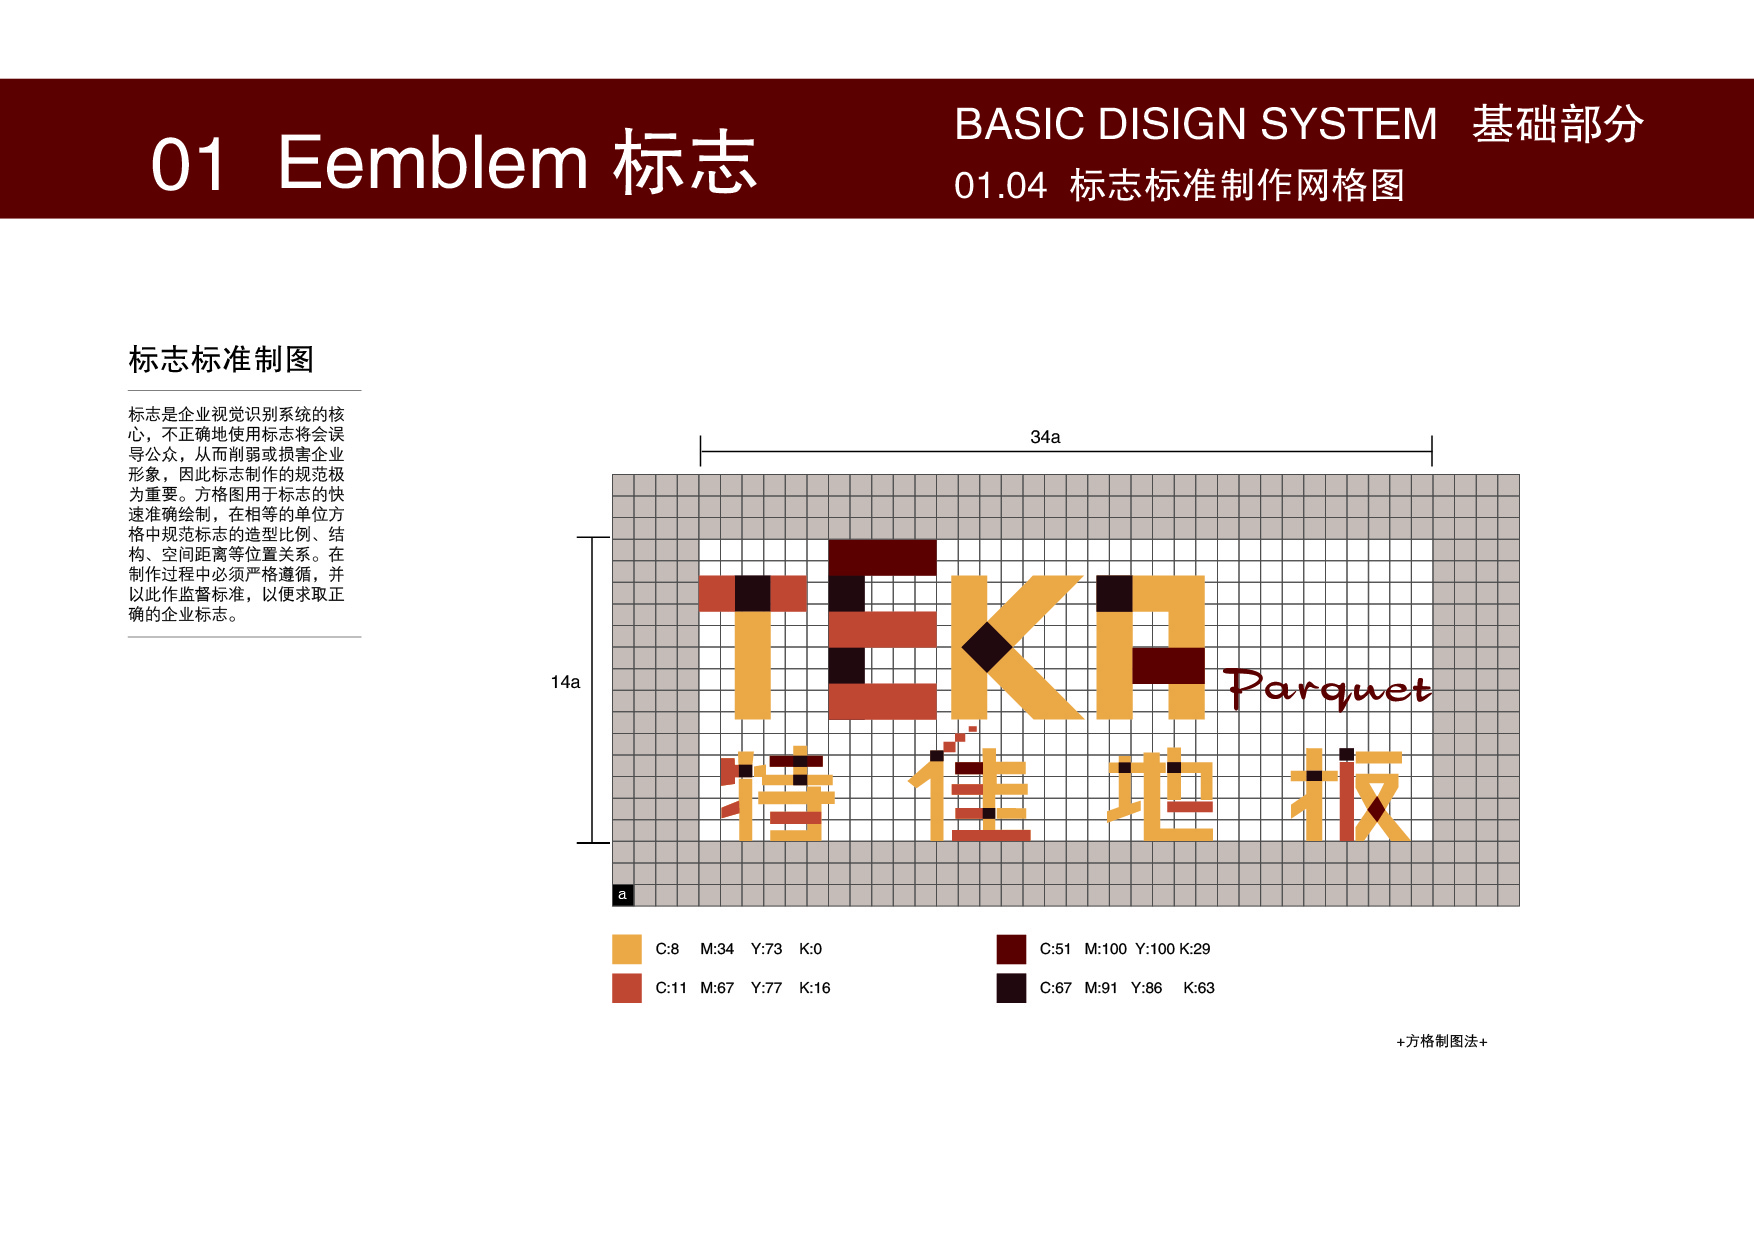 01 Eemblem 标志
BASIC DISIGN SYSTEM 基础部分
01.04 标志标准制作网格图
标志标准制图
标志是企业视觉识别系统的核
心，不正确地使用标志将会误
导公众，从而削弱或损害企业
形象，因此标志制作的规范极
为重要。方格图用于标志的快
速准确绘制，在相等的单位方
格中规范标志的造型比例、结
构、空间距离等位置关系。在
制作过程中必须严格遵循，并
以此作监督标准，以便求取正
确的企业标志。
34a
14a
TEKA Parquet
特佳地板
a
C:8 M:34 Y:73 K:0
C:11 M:67 Y:77 K:16
C:51 M:100 Y:100 K:29
C:67 M:91 Y:86 K:63
+方格制图法+